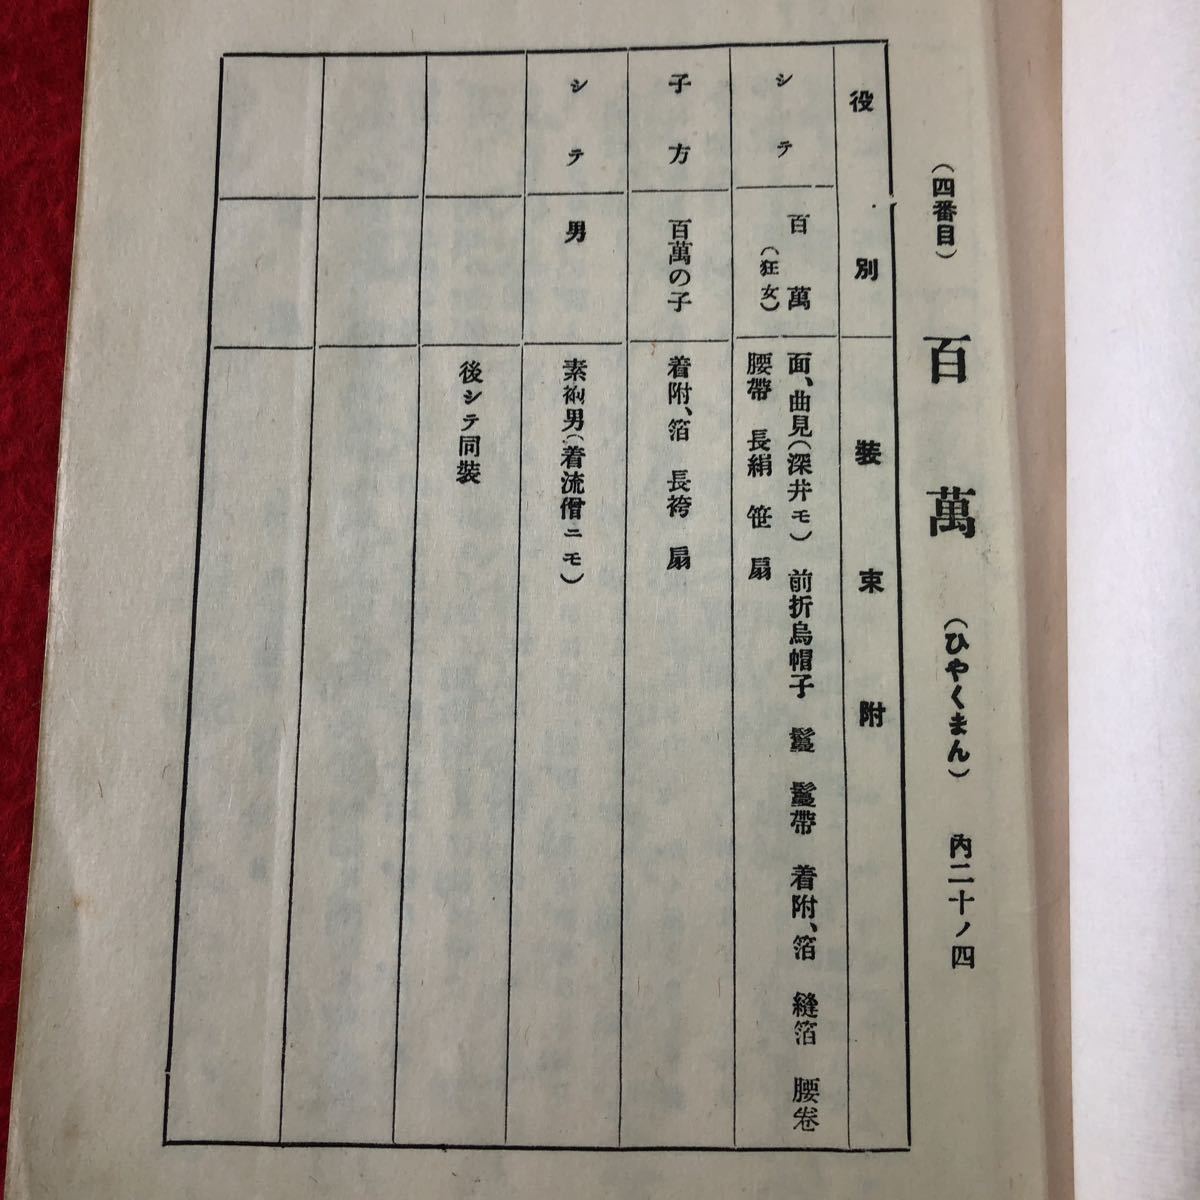 (四番目) 百萬 (ひやくまん) 内二十ノ四
役別 装束附
シテ 百萬 (狂女)
面、曲見(深井モ) 前折烏帽子 鬘 鬘帶 着附、箔 縫箔 腰卷
腰帶 長絹 笹 扇
子方 百萬の子 着附、箔 長袴 扇
シテ 男 素袍男(着流僧ニモ)
後シテ同裝